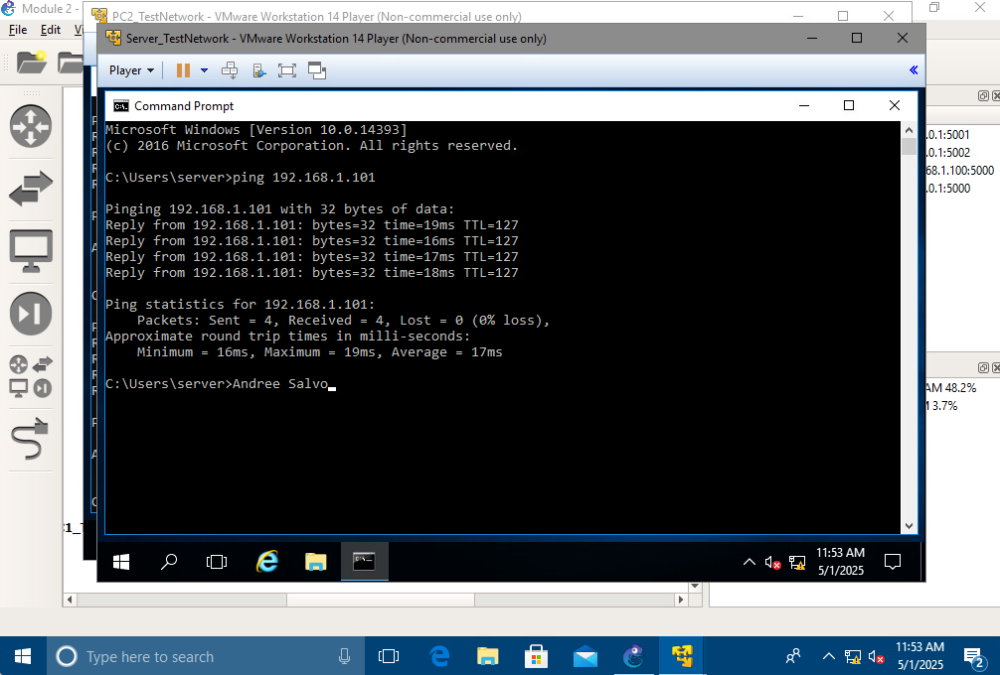 Module 2 -
PC2_TestNetwork - VMware Workstation 14 Player (Non-commercial use only)
File Edit
Server_TestNetwork - VMware Workstation 14 Player (Non-commercial use only)
Player
Command Prompt
Microsoft Windows [Version 10.0.14393]
(c) 2016 Microsoft Corporation. All rights reserved.
C:\Users\server>ping 192.168.1.101
Pinging 192.168.1.101 with 32 bytes of data:
Reply from 192.168.1.101: bytes=32 time=19ms TTL=127
Reply from 192.168.1.101: bytes=32 time=16ms TTL=127
Reply from 192.168.1.101: bytes=32 time=17ms TTL=127
Reply from 192.168.1.101: bytes=32 time=18ms TTL=127
Ping statistics for 192.168.1.101:
Packets: Sent = 4, Received = 4, Lost = 0 (0% loss),
Approximate round trip times in milli-seconds:
Minimum = 16ms, Maximum = 19ms, Average = 17ms
C:\Users\server>Andree Salvo
.0.1:5001
.0.1:5002
68.1.100:5000
.0.1:5000
AM 48.2%
3.7%
11:53 AM
5/1/2025
Type here to search
11:53 AM
5/1/2025
2